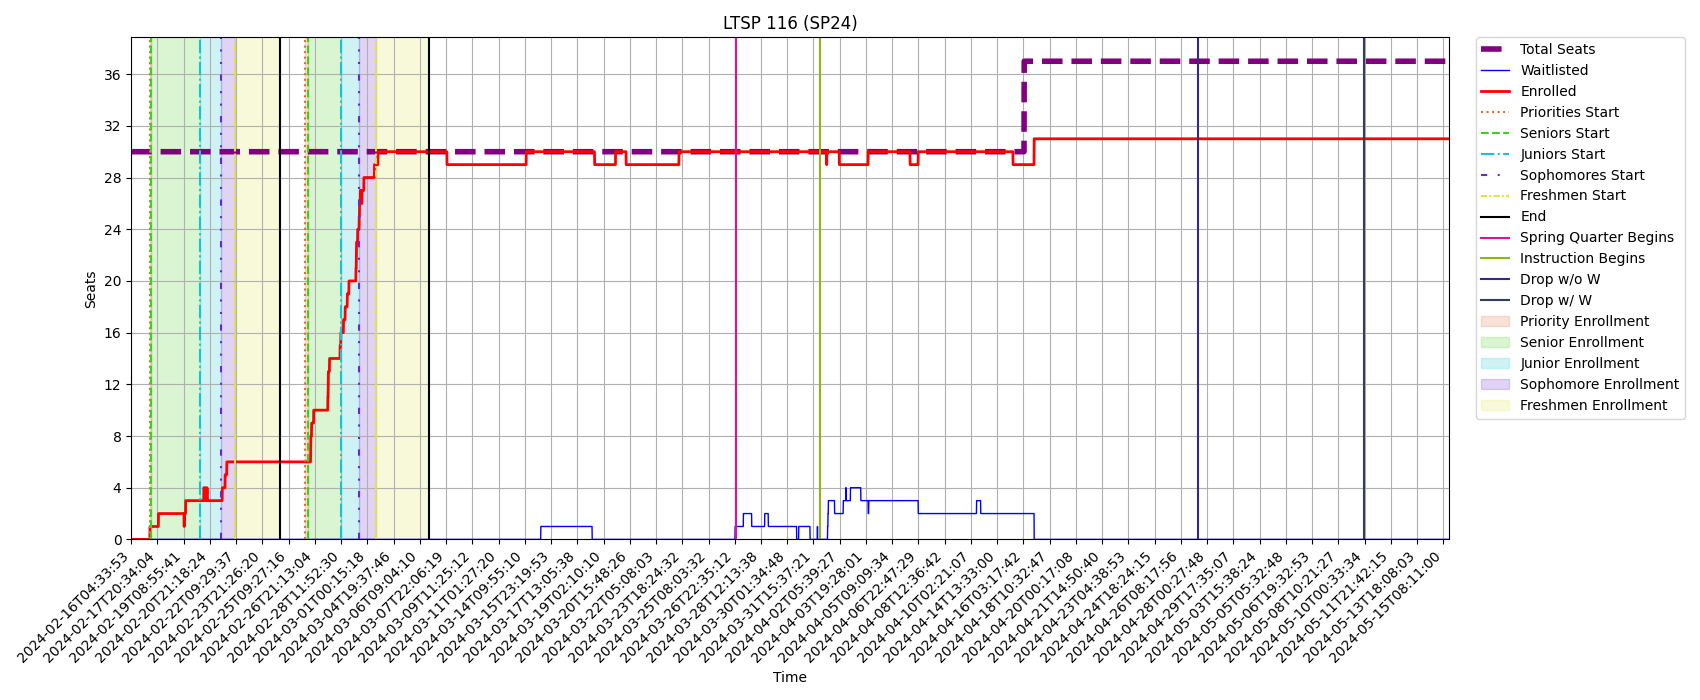 LTSP 116 (SP24)
Seats
36
32
28
24
20
16
12
8
4
0
2024-02-16T04:33:53
2024-02-17T20:34:04
2024-02-19T08:55:41
2024-02-20T21:18:24
2024-02-22T09:29:37
2024-02-23T21:26:20
2024-02-25T09:27:16
2024-02-26T21:13:04
2024-02-28T11:52:30
2024-03-01T00:15:18
2024-03-04T19:37:46
2024-03-06T09:04:10
2024-03-07T22:06:19
2024-03-11T11:25:12
2024-03-13T01:27:20
2024-03-14T09:55:10
2024-03-15T23:19:53
2024-03-17T13:05:38
2024-03-19T02:10:10
2024-03-20T15:48:26
2024-03-22T05:08:03
2024-03-23T18:24:32
2024-03-25T08:03:32
2024-03-26T22:35:12
2024-03-28T12:13:38
2024-03-30T01:34:48
2024-03-31T15:37:21
2024-04-02T05:39:27
2024-04-03T19:28:01
2024-04-05T09:09:34
2024-04-06T22:47:29
2024-04-08T12:36:42
2024-04-10T02:21:07
2024-04-14T13:33:00
2024-04-16T03:17:42
2024-04-18T10:32:47
2024-04-20T00:17:08
2024-04-21T14:50:40
2024-04-23T04:38:53
2024-04-24T18:24:15
2024-04-26T08:17:56
2024-04-28T00:27:48
2024-04-29T17:35:07
2024-05-03T15:38:24
2024-05-05T05:32:48
2024-05-06T19:32:53
2024-05-08T10:21:27
2024-05-10T00:33:34
2024-05-11T21:42:15
2024-05-13T18:08:03
2024-05-15T08:11:00
Time
Total Seats
Waitlisted
Enrolled
Priorities Start
Seniors Start
Juniors Start
Sophomores Start
Freshmen Start
End
Spring Quarter Begins
Instruction Begins
Drop w/o W
Drop w/ W
Priority Enrollment
Senior Enrollment
Junior Enrollment
Sophomore Enrollment
Freshmen Enrollment